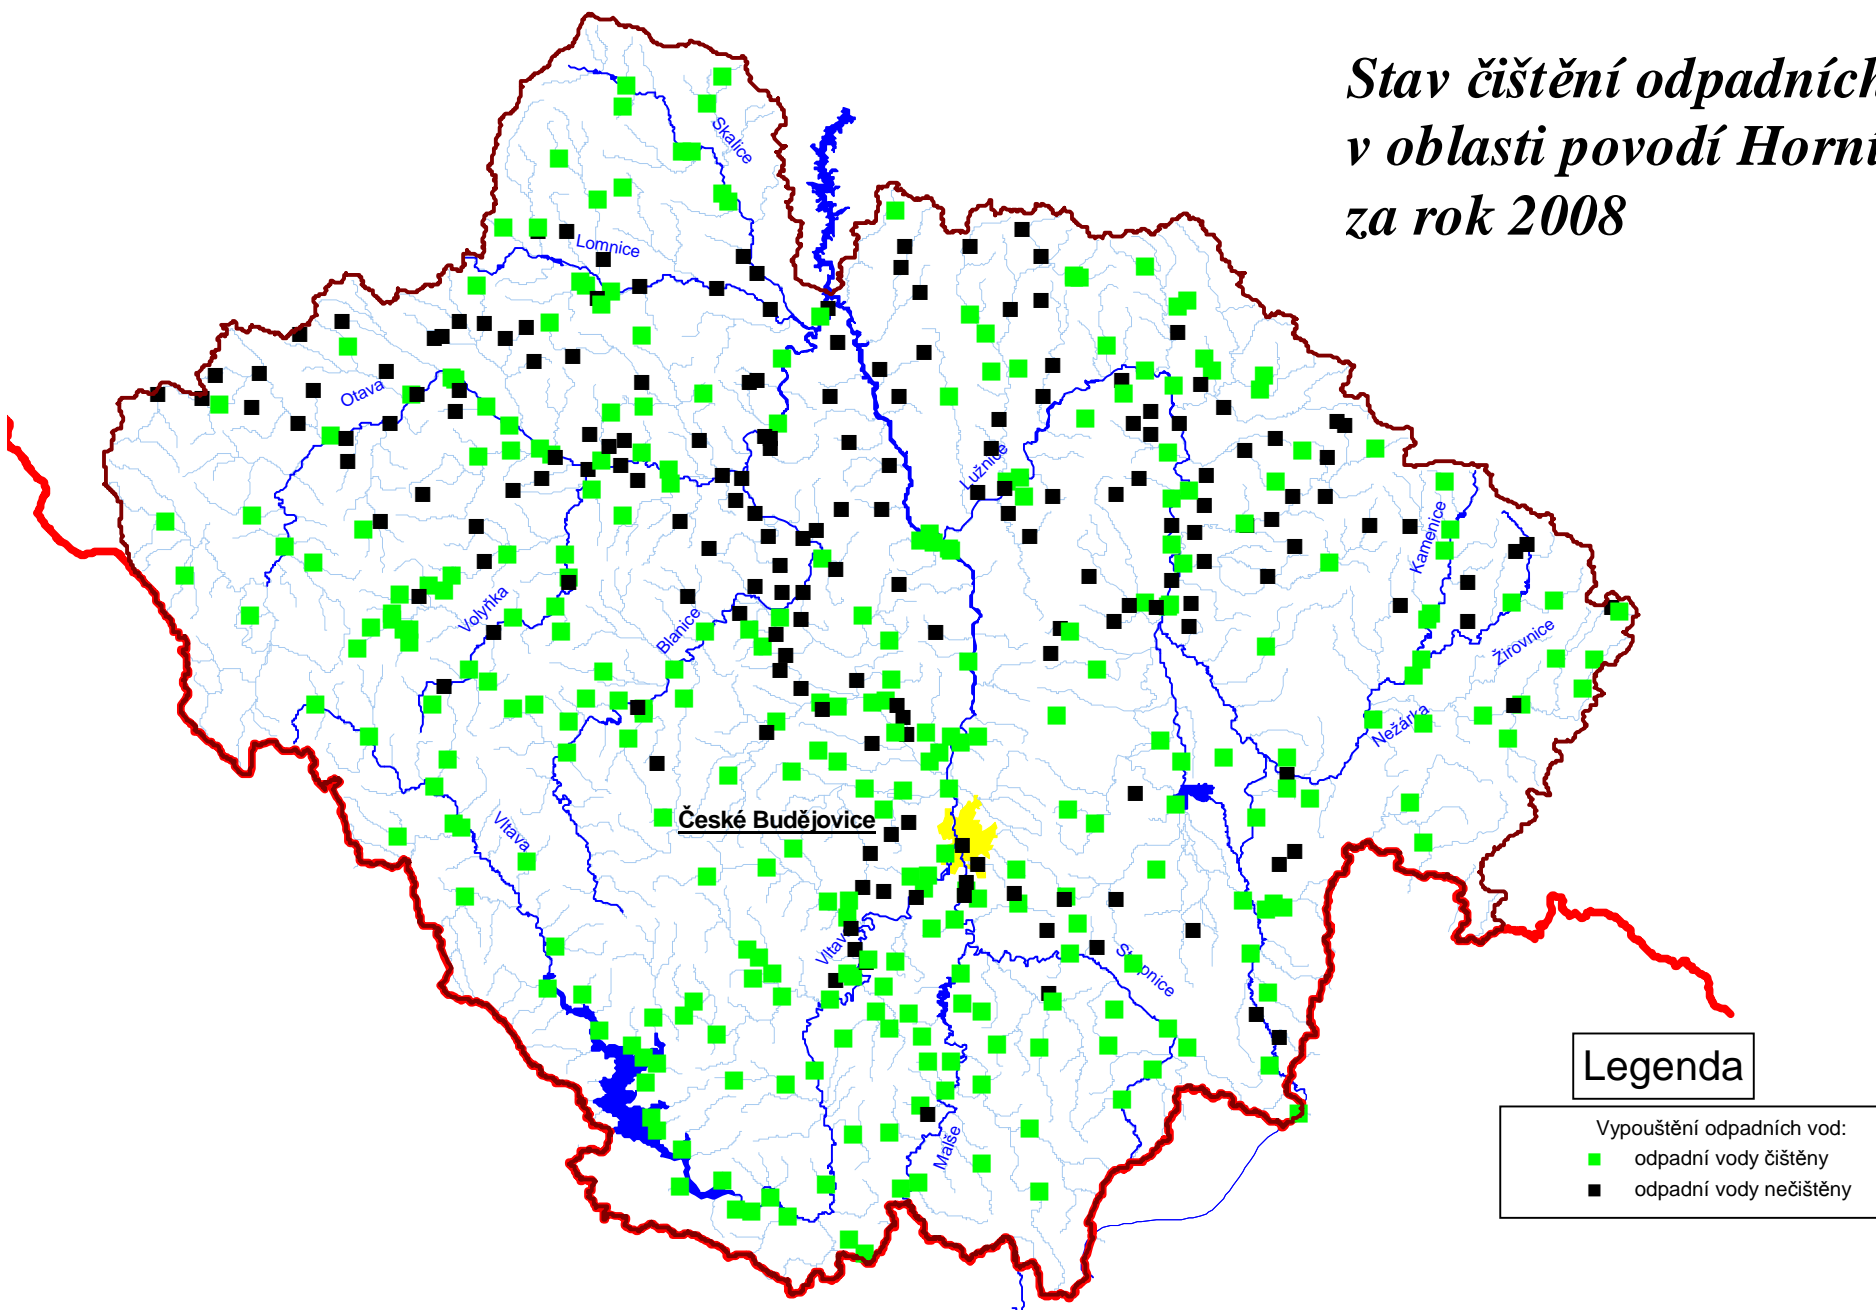 Stav čištění odpadních
v oblasti povodí Horní
za rok 2008
Skalice
Lomnice
Otava
Lužnice
Kamenice
Volyňka
Blanice
Žirovnice
Nežárka
Vltava
České Budějovice
Stropnice
Malše
Legenda
Vypouštění odpadních vod:
odpadní vody čištěny
odpadní vody nečištěny